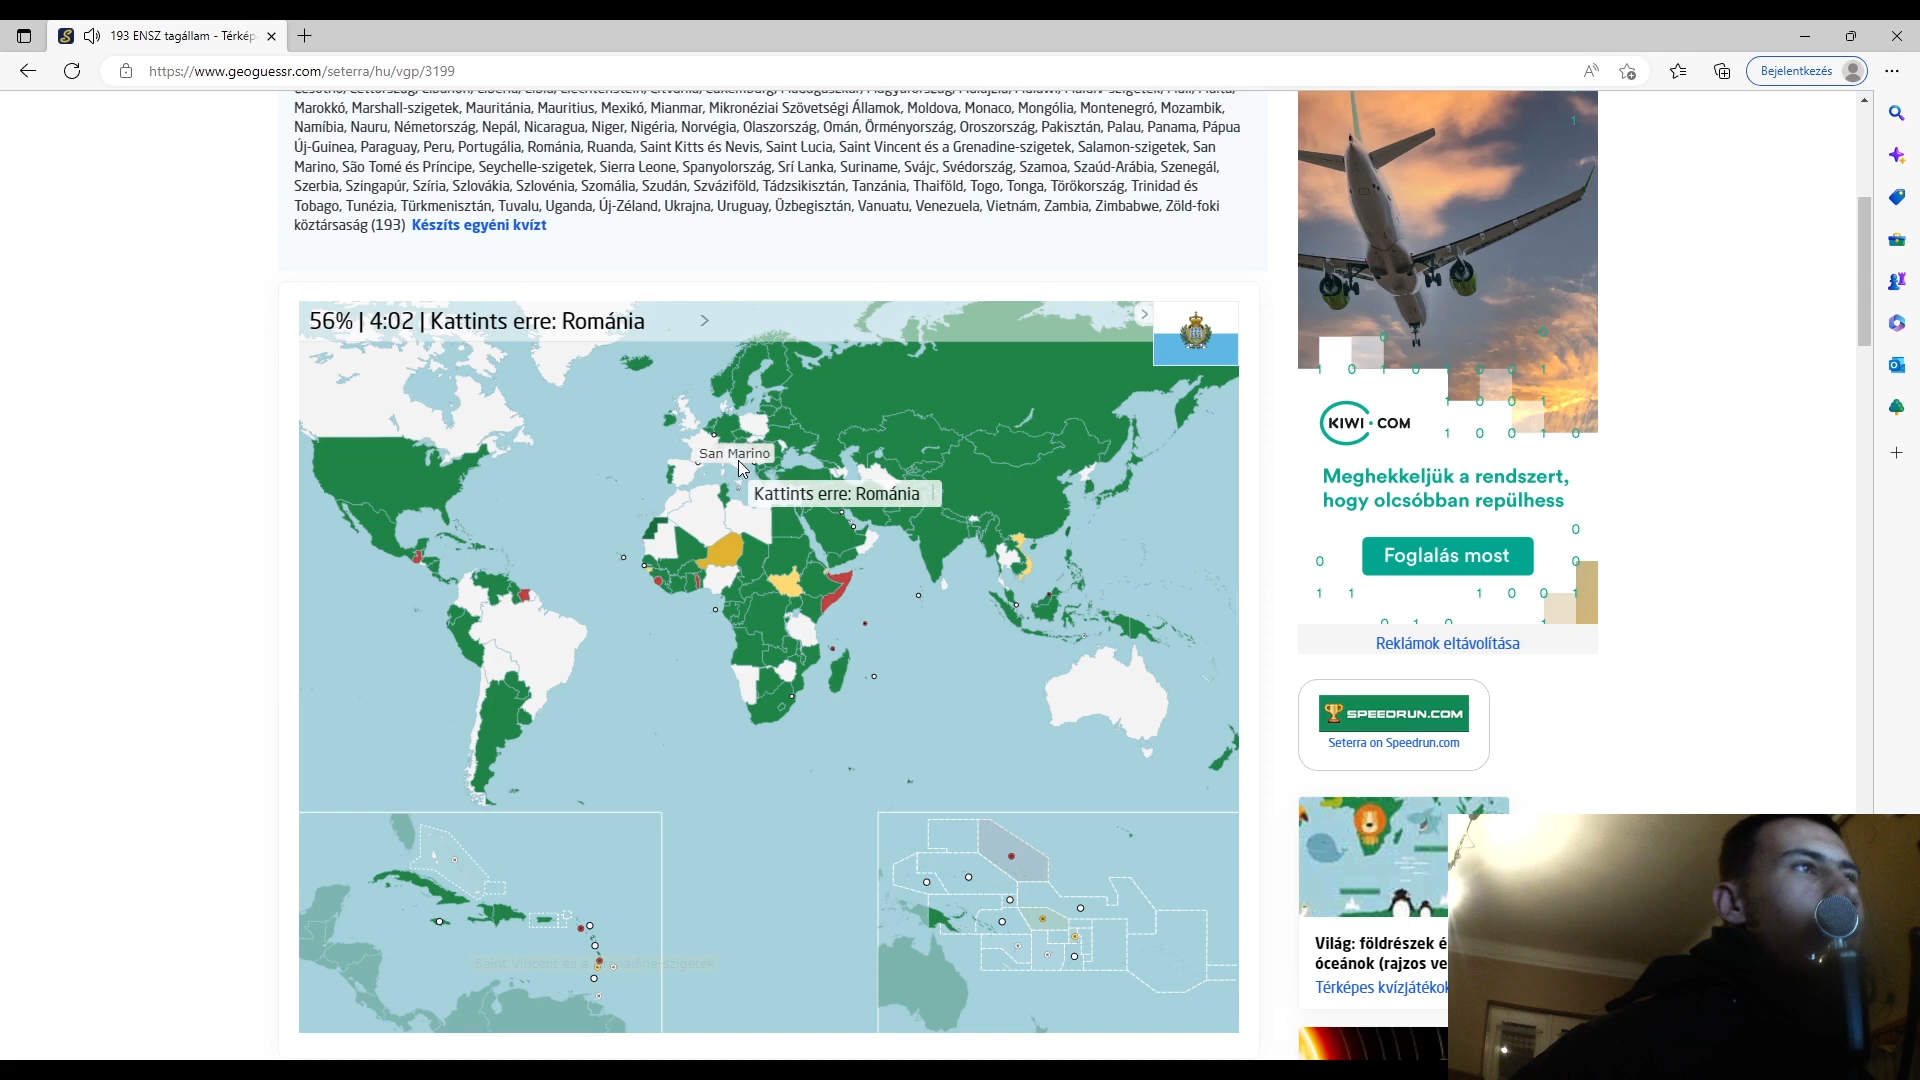 193 ENSZ tagállam - Térkép
https://www.geoguessr.com/seterra/hu/vgp/3199
Bejelentkezés
Marokkó, Marshall-szigetek, Mauritánia, Mauritius, Mexikó, Mianmar, Mikronéziai Szövetségi Államok, Moldova, Monaco, Mongólia, Montenegró, Mozambik,
Namíbia, Nauru, Németország, Nepál, Nicaragua, Niger, Nigéria, Norvégia, Olaszország, Omán, Örményország, Oroszország, Pakisztán, Palau, Panama, Pápua
Új-Guinea, Paraguay, Peru, Portugália, Románia, Ruanda, Saint Kitts és Nevis, Saint Lucia, Saint Vincent és a Grenadine-szigetek, Salamon-szigetek, San
Marino, São Tomé és Príncipe, Seychelle-szigetek, Sierra Leone, Spanyolország, Srí Lanka, Suriname, Svájc, Svédország, Szamoa, Szaúd-Arábia, Szenegál,
Szerbia, Szingapúr, Szíria, Szlovákia, Szlovénia, Szomália, Szudán, Szváziföld, Tádzsikisztán, Tanzánia, Thaiföld, Togo, Tonga, Törökország, Trinidad és
Tobago, Tunézia, Türkmenisztán, Tuvalu, Uganda, Új-Zéland, Ukrajna, Uruguay, Üzbegisztán, Vanuatu, Venezuela, Vietnám, Zambia, Zimbabwe, Zöld-foki
köztársaság (193) Készíts egyéni kvízt
56% | 4:02 | Kattints erre: Románia
San Marino
Kattints erre: Románia
Saint Vincent és a Grenadine-szigetek
KIWI.COM
Meghekkeljük a rendszert,
hogy olcsóbban repülhess
Foglalás most
Reklámok eltávolítása
SPEEDRUN.COM
Seterra on Speedrun.com
Világ: földrészek é
óceánok (rajzos ve
Térképes kvízjátékok